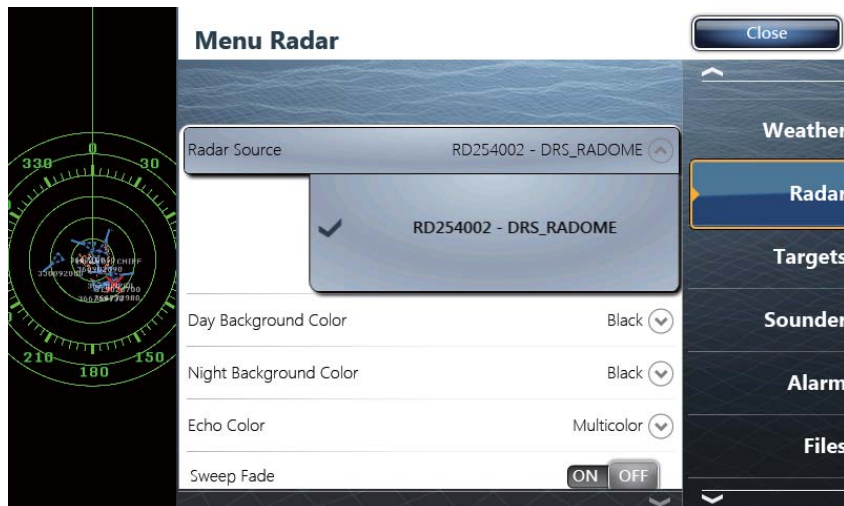 Menu Radar
Close
Radar Source RD254002 - DRS_RADOME
RD254002 - DRS_RADOME
Day Background Color Black
Night Background Color Black
Echo Color Multicolor
Sweep Fade ON OFF
Weather
Radar
Targets
Sounder
Alarm
Files
330 0 30
210 180 150